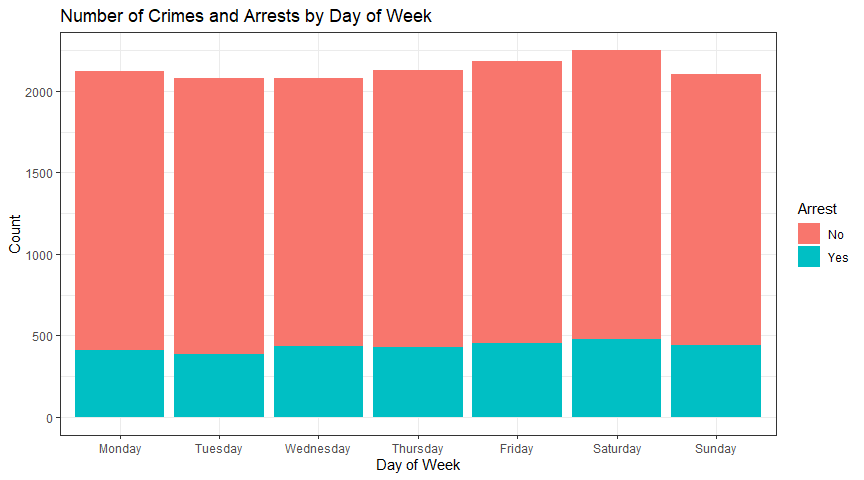 Number of Crimes and Arrests by Day of Week
Count
2000
1500
1000
500
0
Monday Tuesday Wednesday Thursday Friday Saturday Sunday
Day of Week
Arrest
No
Yes